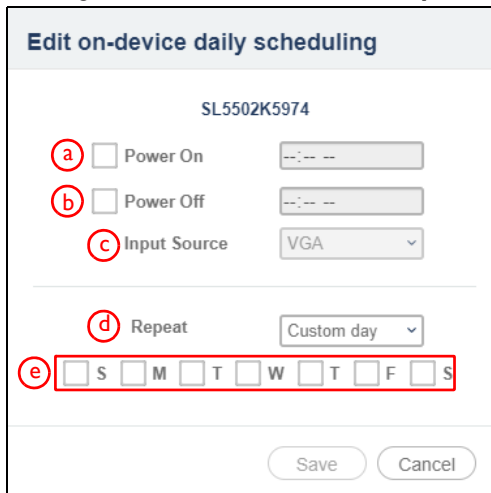 Edit on-device daily scheduling
SL5502K5974
a Power On --:-- --
b Power Off --:-- --
c Input Source VGA
d Repeat Custom day
e S M T W T F S
Save Cancel